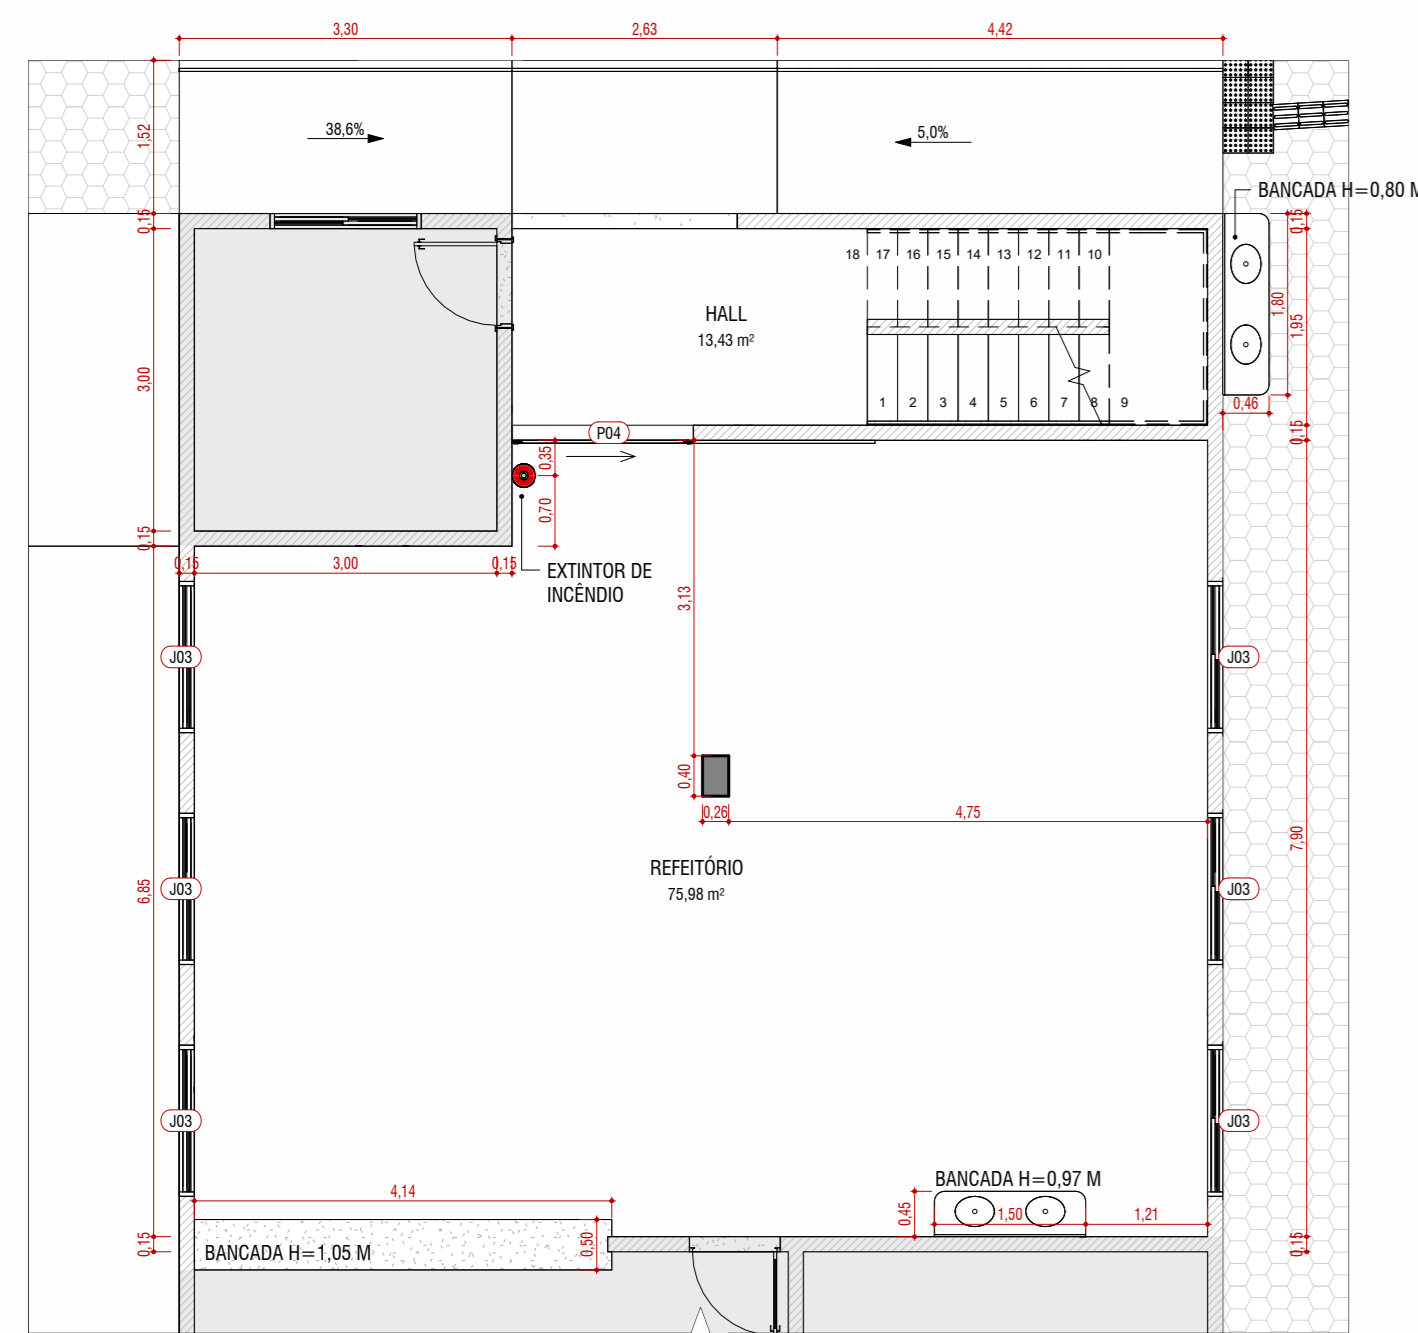 3,30 2,63 4,42
1,52
38,6% 5,0%
BANCADA H=0,80 M
0,15 0,15
18 17 16 15 14 13 12 11 10
HALL
13,43 m²
1,80
1,95
3,00
1 2 3 4 5 6 7 8 9
0,46
P04
0,15
0,35
0,70
0,15
0,15 3,00 0,15
EXTINTOR DE
INCÊNDIO
3,13
J03 J03
0,40
0,26 4,75
7,90
REFEITÓRIO
75,98 m²
6,85
J03 J03
J03 J03
BANCADA H=0,97 M
4,14
0,45
1,50 1,21
0,50
0,15 0,15
BANCADA H=1,05 M